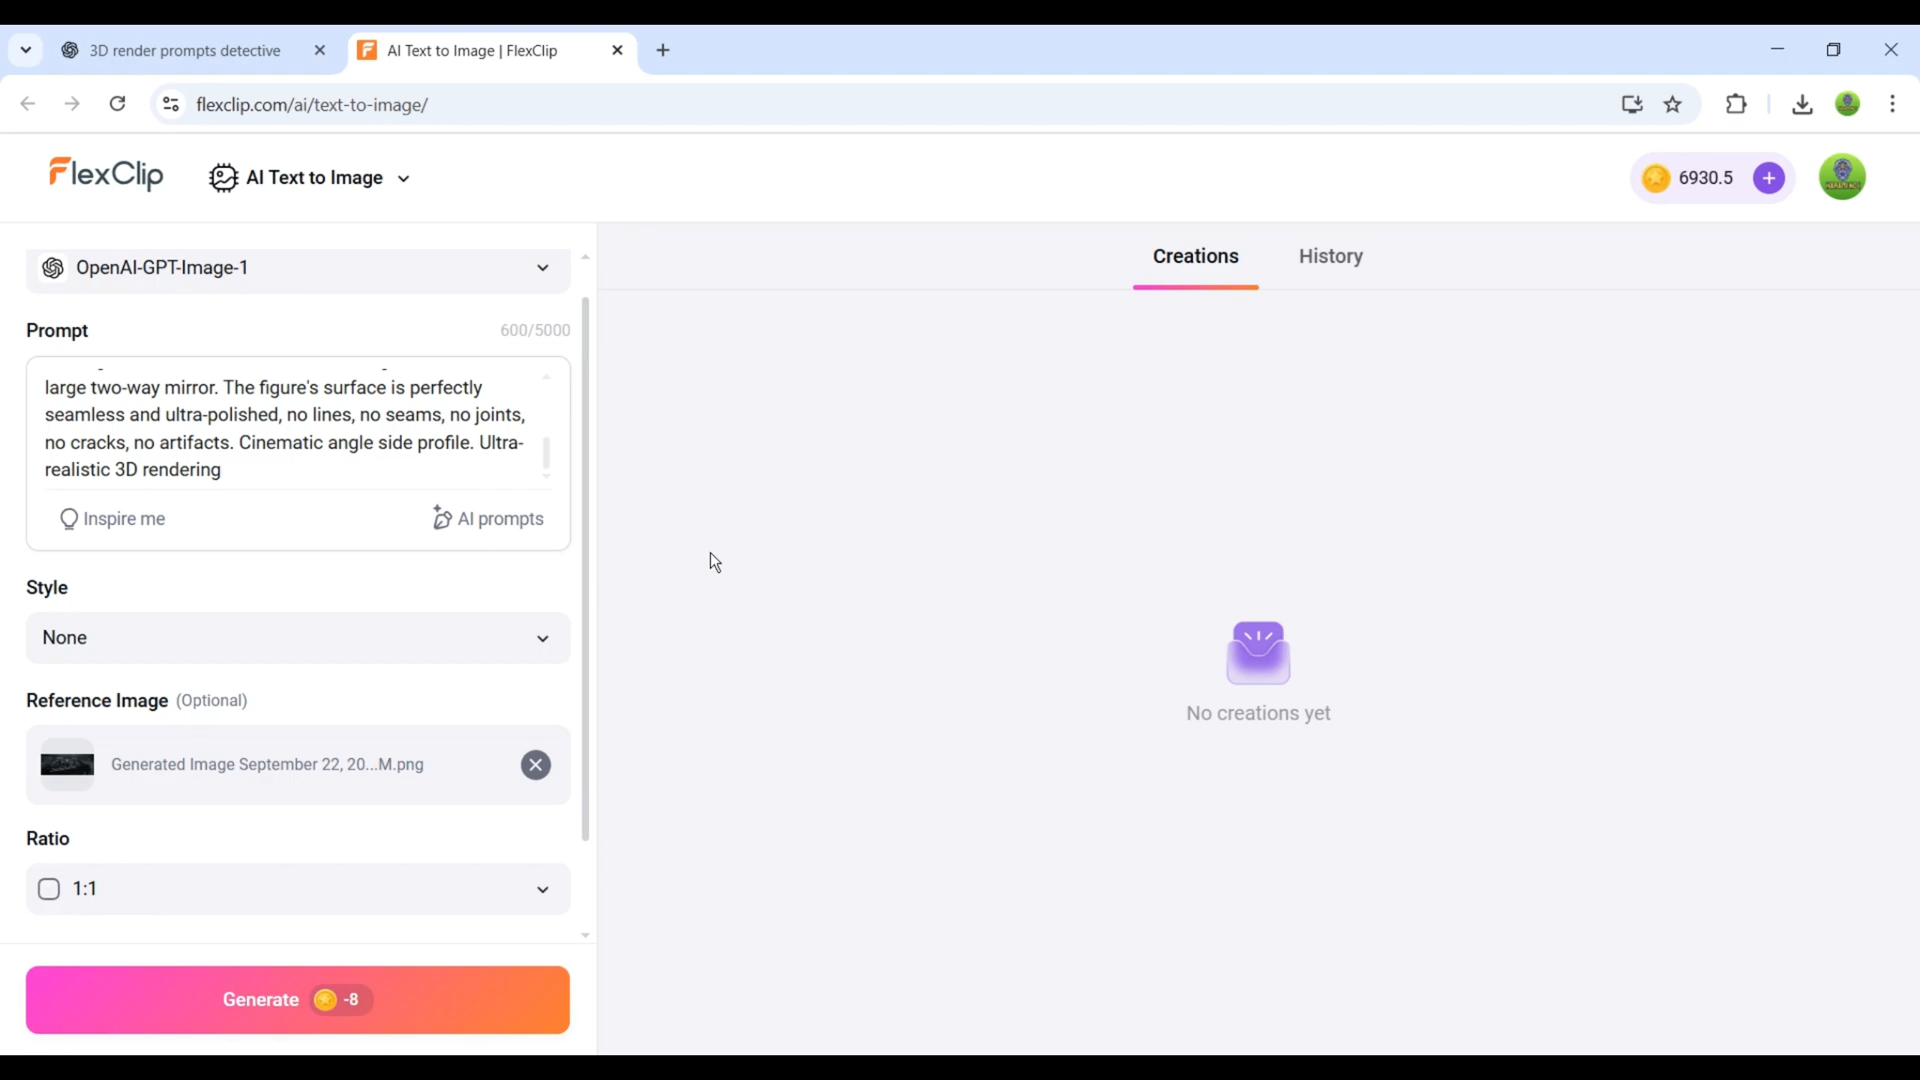 3D render prompts detective
AI Text to Image | FlexClip
flexclip.com/ai/text-to-image/
FlexClip
AI Text to Image
6930.5
OpenAI-GPT-Image-1
Creations
History
Prompt
600/5000
large two-way mirror. The figure's surface is perfectly
seamless and ultra-polished, no lines, no seams, no joints,
no cracks, no artifacts. Cinematic angle side profile. Ultra-
realistic 3D rendering
Inspire me
AI prompts
Style
None
Reference Image (Optional)
Generated Image September 22, 20...M.png
No creations yet
Ratio
1:1
Generate -8